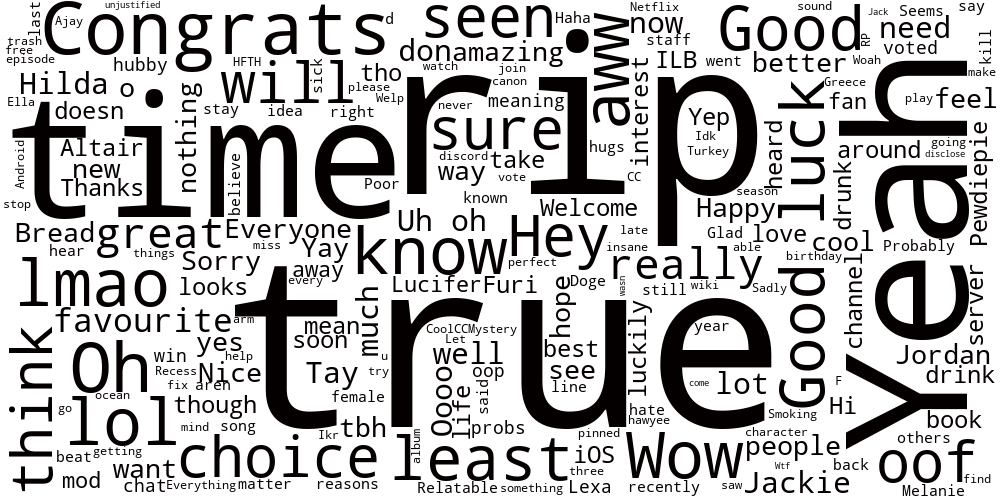 unjustified
Congrats
last
Ajay
d
seen
Haha
Netflix
now
staff
Good
sound
Jack
Seems
say
need
voted
RP
Woah
kill
trash
free
episode
hubby
HFTH
sick
donamazing
aww
ILB
went
better
Hilda
o
will
tho
please
Welp
watch
join
canon
rip
interest
Greece
fan
make
play
feel
Ella
doesn
nothing
stay
idea
right
never
meaning
sure
Yep
Idk
Turkey
luck
heard
Yeah
time
Altair
new
Thanks
Android
believe
Poor
discord
take
way
vote
hugs
CC
season
drunk
around
going
disclose
Pewdiepie
stop
known
Welcome
Happy
Bread
great
Everyone
Uh oh
Hey
late
Glad
love
able
cool
Probably
hear
things
miss
Yay
know
insane
birthday
Sorry
away
perfect
really
lmao
looks
every
LuciferFuri
Doge
wasn
still
wiki
Sadly
channel
server
favourite
arm
mean
soon
much
true
CoolCCMystery
Let
hope
luckily
year
Good
think
yes
Oh
win
help
Recess
Nice
fix
aren
Tay
u
try
well
oop
best
see
line
come
lot
F
Jordan
drink
ocean
go
lol
though
female
Oooo
life
said
hate
hawyee
Smoking
Hi
book
mind
song
Ikr
tbh
probs
pinned
character
people
others
beat
getting
choice
album
least
iOS
three
Wow
Wtf
back
oof
find
mod
want
chat
Everything
matter
reasons
Relatable
something
Lexa
recently
saw
Jackie
Melanie